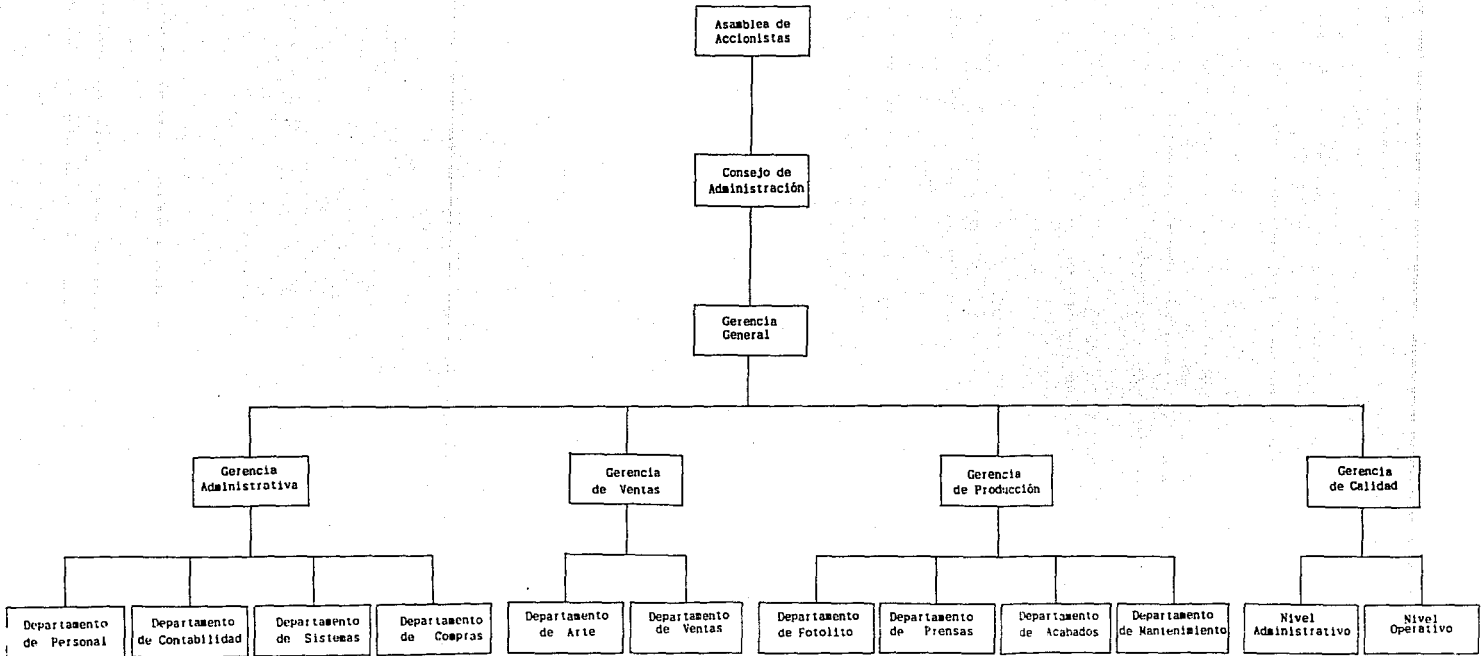 Asamblea de
Accionistas
Consejo de
Administración
Gerencia
General
Gerencia
Administrativa
Gerencia
de Ventas
Gerencia
de Producción
Gerencia
de Calidad
Departamento
de Personal
Departamento
de Contabilidad
Departamento
de Sistemas
Departamento
de Compras
Departamento
de Arte
Departamento
de Ventas
Departamento
de Fotolito
Departamento
de Prensas
Departamento
de Acabados
Departamento
de Mantenimiento
Nivel
Administrativo
Nivel
Operativo